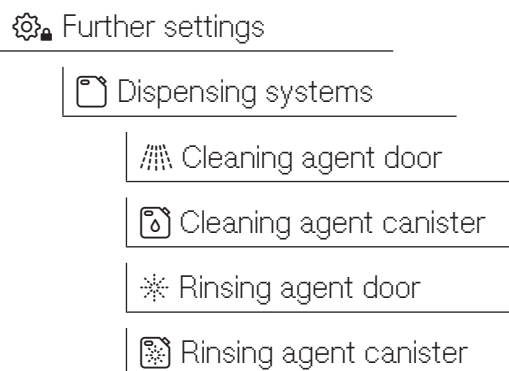 Further settings
Dispensing systems
Cleaning agent door
Cleaning agent canister
Rinsing agent door
Rinsing agent canister